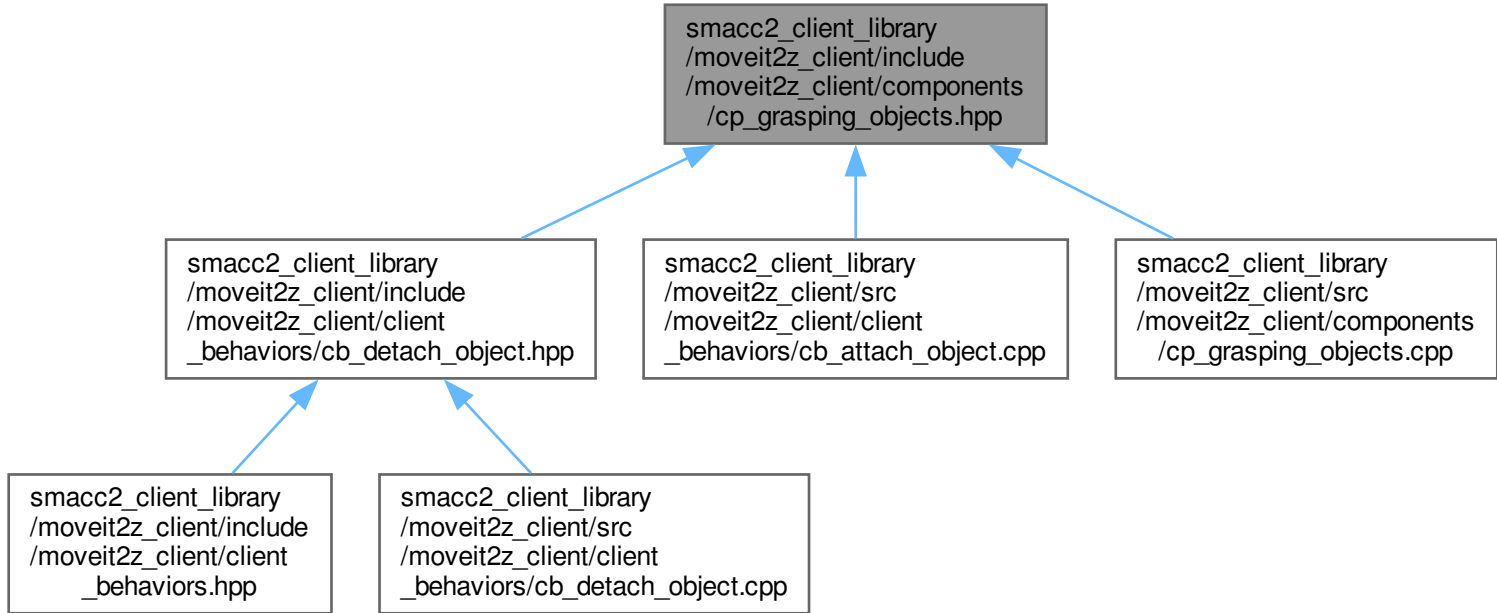 smacc2_client_library
/moveit2z_client/include
/moveit2z_client/components
/cp_grasping_objects.hpp
smacc2_client_library
/moveit2z_client/include
/moveit2z_client/client
_behaviors/cb_detach_object.hpp
smacc2_client_library
/moveit2z_client/src
/moveit2z_client/client
_behaviors/cb_attach_object.cpp
smacc2_client_library
/moveit2z_client/src
/moveit2z_client/components
/cp_grasping_objects.cpp
smacc2_client_library
/moveit2z_client/include
/moveit2z_client/client
_behaviors.hpp
smacc2_client_library
/moveit2z_client/src
/moveit2z_client/client
_behaviors/cb_detach_object.cpp